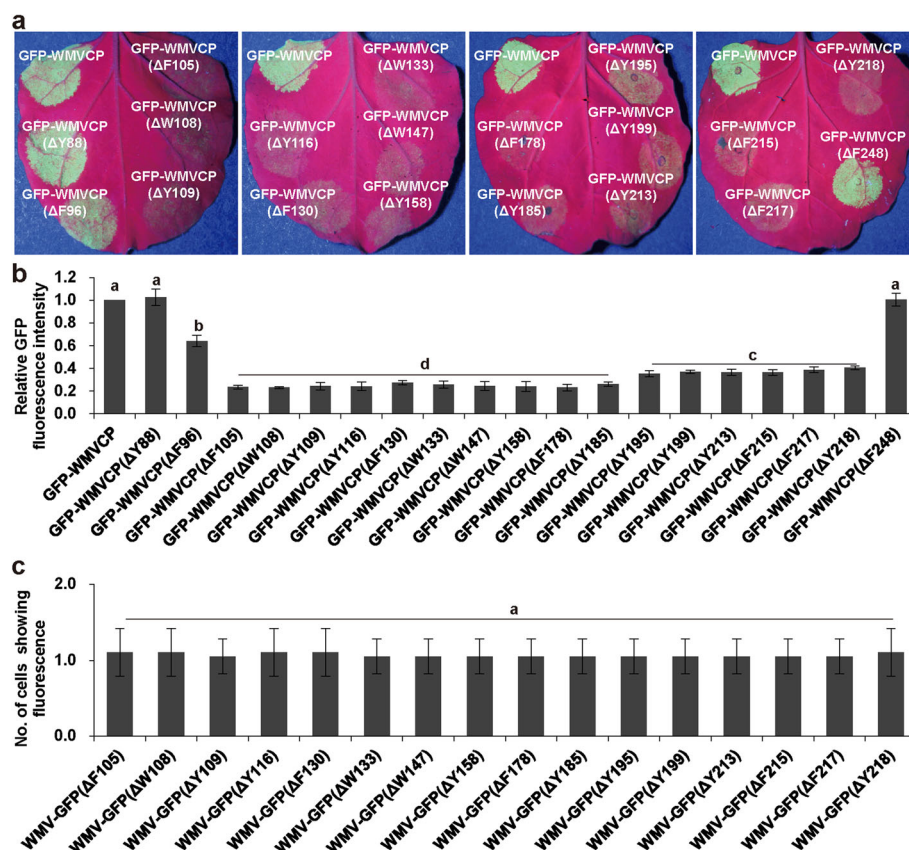 a
GFP-WMVCP
GFP-WMVCP
(ΔF105)
GFP-WMVCP
(ΔW108)
GFP-WMVCP
(ΔY88)
GFP-WMVCP
(ΔY109)
GFP-WMVCP
(ΔF96)
GFP-WMVCP
GFP-WMVCP
(ΔW133)
GFP-WMVCP
(ΔW147)
GFP-WMVCP
(ΔY116)
GFP-WMVCP
(ΔY158)
GFP-WMVCP
(ΔF130)
GFP-WMVCP
GFP-WMVCP
(ΔY195)
GFP-WMVCP
(ΔY199)
GFP-WMVCP
(ΔF178)
GFP-WMVCP
(ΔY213)
GFP-WMVCP
(ΔY185)
GFP-WMVCP
GFP-WMVCP
(ΔY218)
GFP-WMVCP
(ΔF215)
GFP-WMVCP
(ΔF248)
GFP-WMVCP
(ΔF217)
b
Relative GFP
fluorescence intensity
1.2
1.0
0.8
0.6
0.4
0.2
0.0
a
a
b
d
c
a
GFP-WMVCP
GFP-WMVCP(ΔY88)
GFP-WMVCP(ΔF96)
GFP-WMVCP(ΔF105)
GFP-WMVCP(ΔW108)
GFP-WMVCP(ΔY109)
GFP-WMVCP(ΔY116)
GFP-WMVCP(ΔF130)
GFP-WMVCP(ΔW133)
GFP-WMVCP(ΔW147)
GFP-WMVCP(ΔY158)
GFP-WMVCP(ΔF178)
GFP-WMVCP(ΔY185)
GFP-WMVCP(ΔY195)
GFP-WMVCP(ΔY199)
GFP-WMVCP(ΔY213)
GFP-WMVCP(ΔF215)
GFP-WMVCP(ΔF217)
GFP-WMVCP(ΔY218)
GFP-WMVCP(ΔF248)
c
No. of cells showing
fluorescence
2.0
1.0
0.0
a
WMV-GFP(ΔF105)
WMV-GFP(ΔW108)
WMV-GFP(ΔY109)
WMV-GFP(ΔY116)
WMV-GFP(ΔF130)
WMV-GFP(ΔW133)
WMV-GFP(ΔW147)
WMV-GFP(ΔY158)
WMV-GFP(ΔF178)
WMV-GFP(ΔY185)
WMV-GFP(ΔY195)
WMV-GFP(ΔY199)
WMV-GFP(ΔY213)
WMV-GFP(ΔF215)
WMV-GFP(ΔF217)
WMV-GFP(ΔY218)